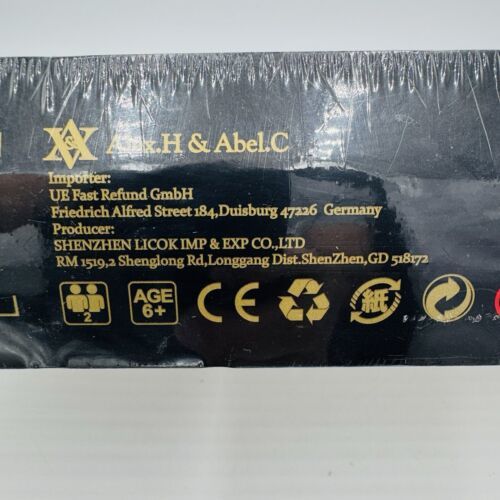 A&A
Alix.H & Abel.C
Importer:
UE Fast Refund GmbH
Friedrich Alfred Street 184,Duisburg 47226 Germany
Producer:
SHENZHEN LICOK IMP & EXP CO.,LTD
RM 1519,2 Shenglong Rd,Longgang Dist.ShenZhen,GD 518172
2
AGE
6+
CE
紙